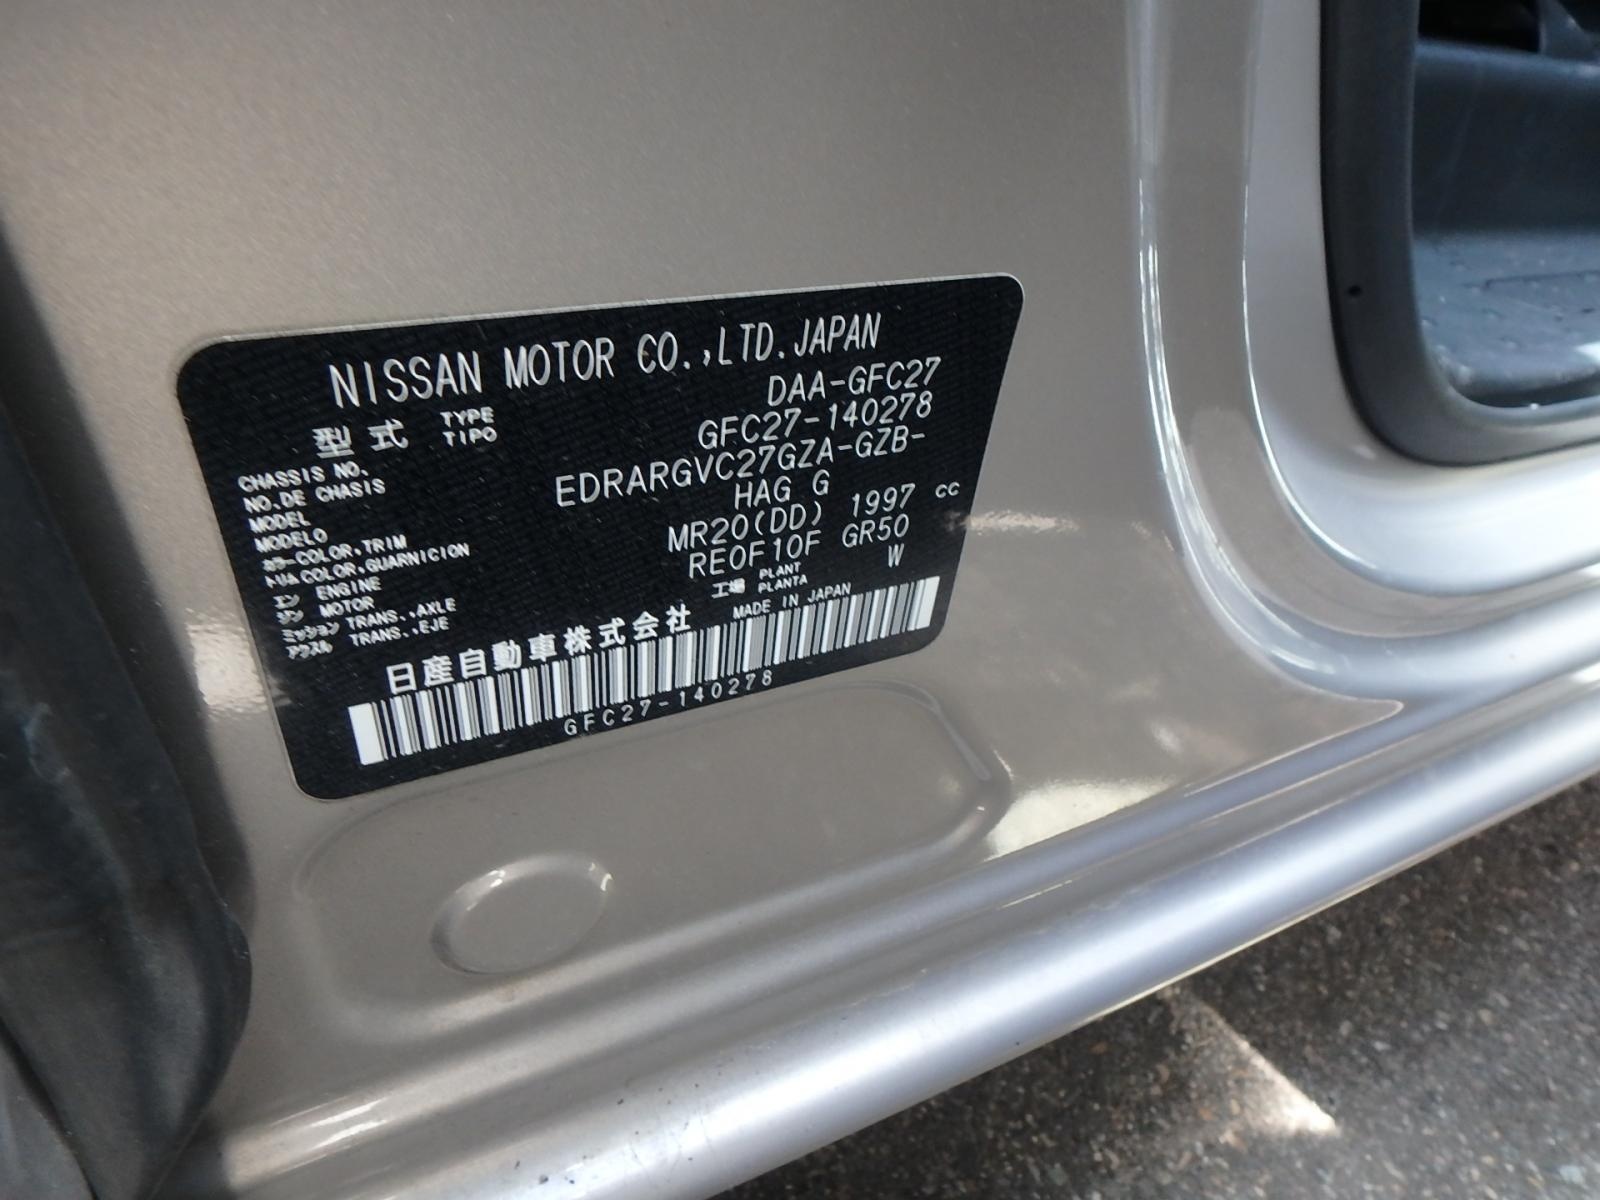 NISSAN MOTOR CO.,LTD.JAPAN
型式 TYPE TIPO DAA-GFC27
CHASSIS NO. NO.DE CHASIS GFC27-140278
MODEL MODELO EDRARGVC27GZA-GZB-
カラー COLOR,TRIM HAG G
トリム COLOR,GUARNICION
エン ENGINE MR20(DD) 1997 cc
ジン MOTOR
ミッション TRANS.,AXLE RE0F10F GR50
アクスル TRANS.,EJE
工場 PLANT PLANTA W
日産自動車株式会社 MADE IN JAPAN
GFC27-140278